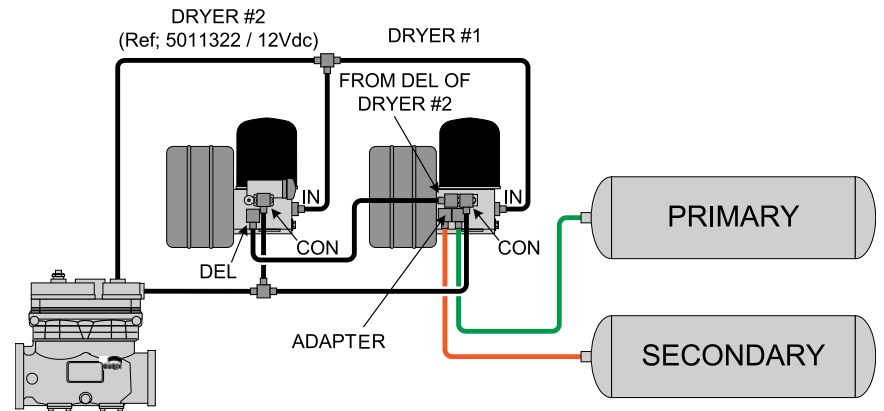 DRYER #2
(Ref; 5011322 / 12Vdc)
DRYER #1
FROM DEL OF
DRYER #2
IN
IN
CON
CON
DEL
ADAPTER
PRIMARY
SECONDARY